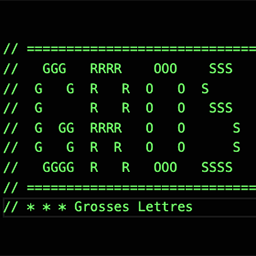 // =============================
//   GGG   RRRR    OOO    SSS
//  G   G  R   R  O   O  S
//  G      R   R  O   O   SSS
//  G  GG  RRRR   O   O      S
//  G   G  R R    O   O      S
//   GGGG  R   R   OOO   SSSS
// =============================
// * * * Grosses Lettres